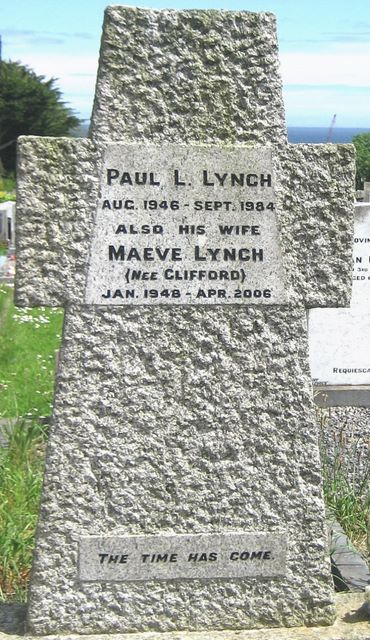 PAUL L. LYNCH
AUG. 1946 - SEPT. 1984
ALSO HIS WIFE
MAEVE LYNCH
(NEE CLIFFORD)
JAN. 1948 - APR. 2006
THE TIME HAS COME.
REQUIESCA